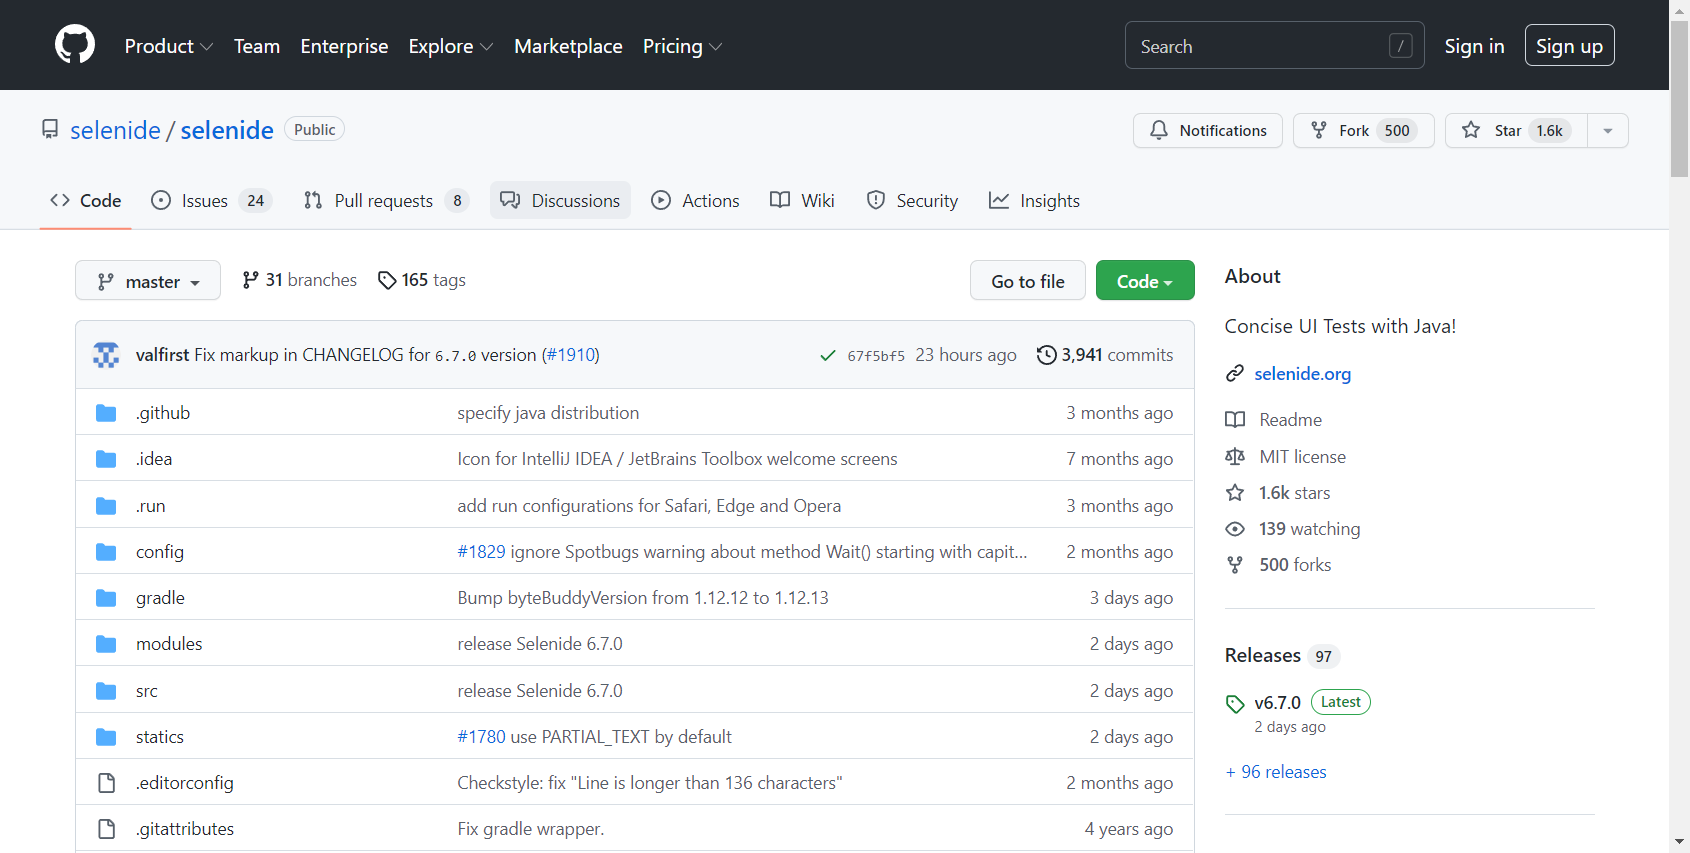 Product Team Enterprise Explore Marketplace Pricing Search / Sign in Sign up
selenide / selenide Public Notifications Fork 500 Star 1.6k
<> Code Issues 24 Pull requests 8 Discussions Actions Wiki Security Insights
master 31 branches 165 tags Go to file Code
valfirst Fix markup in CHANGELOG for 6.7.0 version (#1910) 67f5bf5 23 hours ago 3,941 commits
.github specify java distribution 3 months ago
.idea Icon for IntelliJ IDEA / JetBrains Toolbox welcome screens 7 months ago
.run add run configurations for Safari, Edge and Opera 3 months ago
config #1829 ignore Spotbugs warning about method Wait() starting with capit... 2 months ago
gradle Bump byteBuddyVersion from 1.12.12 to 1.12.13 3 days ago
modules release Selenide 6.7.0 2 days ago
src release Selenide 6.7.0 2 days ago
statics #1780 use PARTIAL_TEXT by default 2 days ago
.editorconfig Checkstyle: fix "Line is longer than 136 characters" 2 months ago
.gitattributes Fix gradle wrapper. 4 years ago
About
Concise UI Tests with Java!
selenide.org
Readme
MIT license
1.6k stars
139 watching
500 forks
Releases 97
v6.7.0 Latest
2 days ago
+ 96 releases